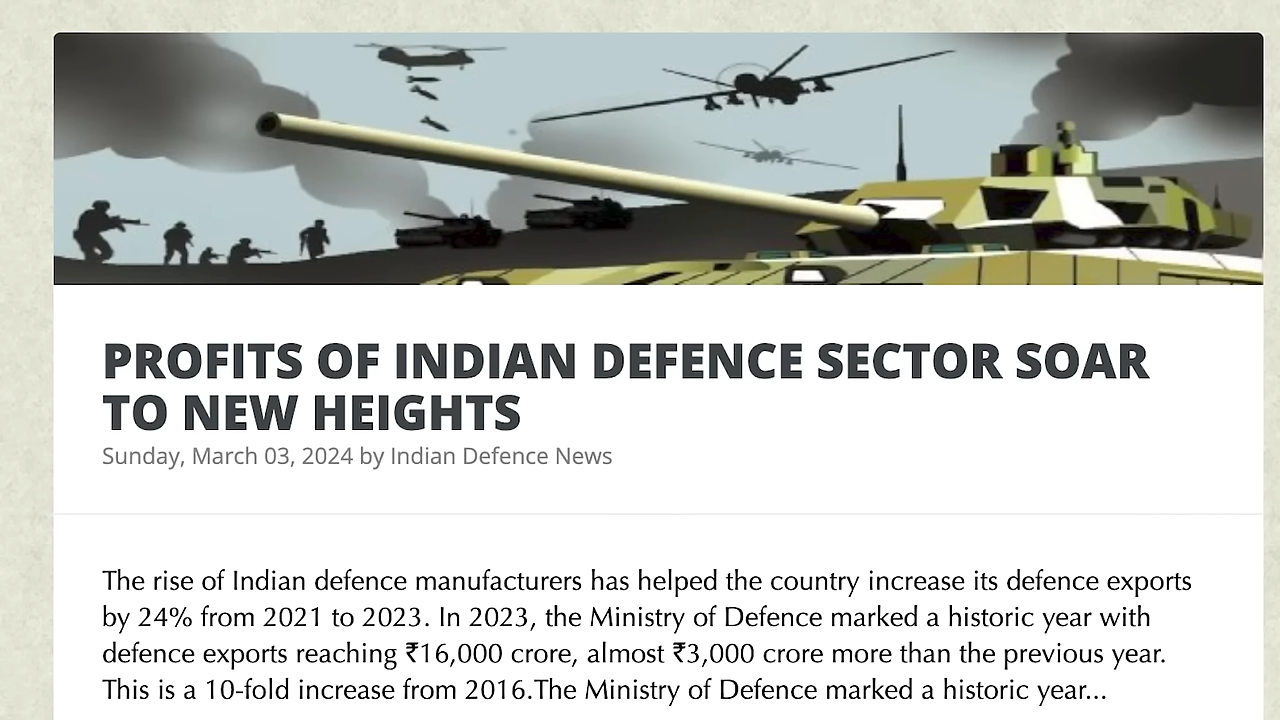 PROFITS OF INDIAN DEFENCE SECTOR SOAR
TO NEW HEIGHTS
Sunday, March 03, 2024 by Indian Defence News
The rise of Indian defence manufacturers has helped the country increase its defence exports
by 24% from 2021 to 2023. In 2023, the Ministry of Defence marked a historic year with
defence exports reaching ₹16,000 crore, almost ₹3,000 crore more than the previous year.
This is a 10-fold increase from 2016.The Ministry of Defence marked a historic year...